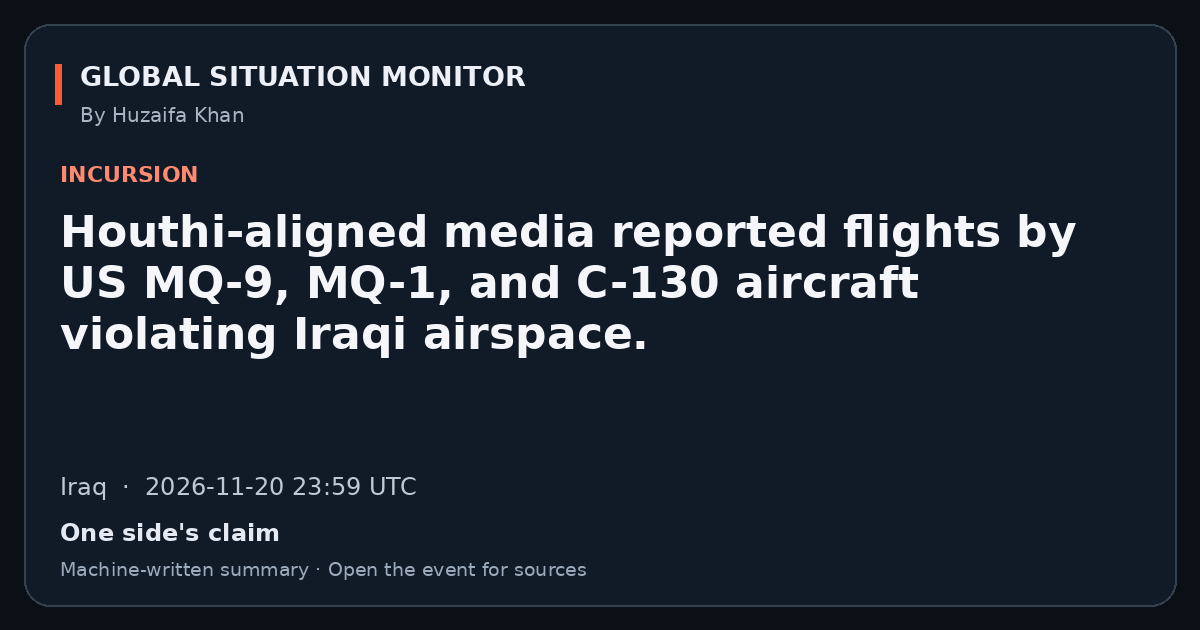 GLOBAL SITUATION MONITOR
By Huzaifa Khan
INCURSION
Houthi-aligned media reported flights by
US MQ-9, MQ-1, and C-130 aircraft
violating Iraqi airspace.
Iraq · 2026-11-20 23:59 UTC
One side's claim
Machine-written summary · Open the event for sources